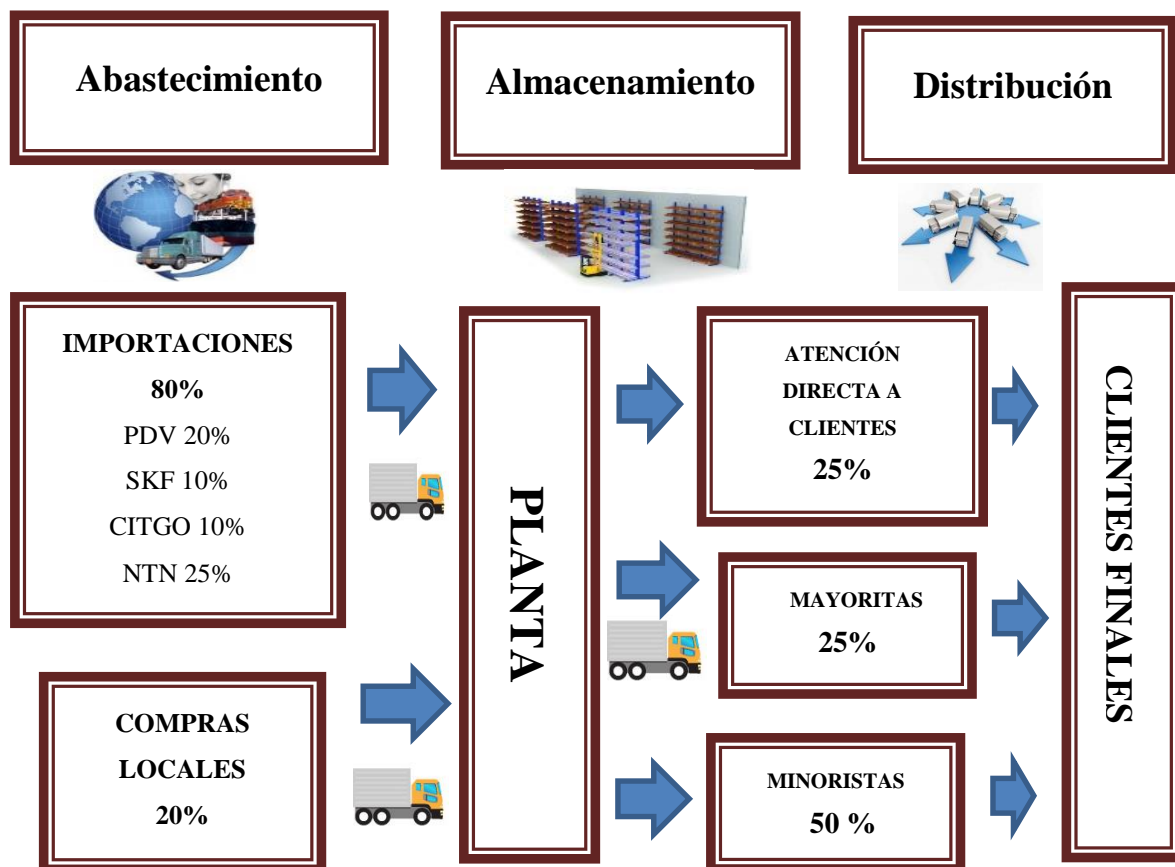 Abastecimiento
Almacenamiento
Distribución
IMPORTACIONES
80%
PDV 20%
SKF 10%
CITGO 10%
NTN 25%
COMPRAS
LOCALES
20%
PLANTA
ATENCIÓN
DIRECTA A
CLIENTES
25%
MAYORITAS
25%
MINORISTAS
50 %
CLIENTES FINALES